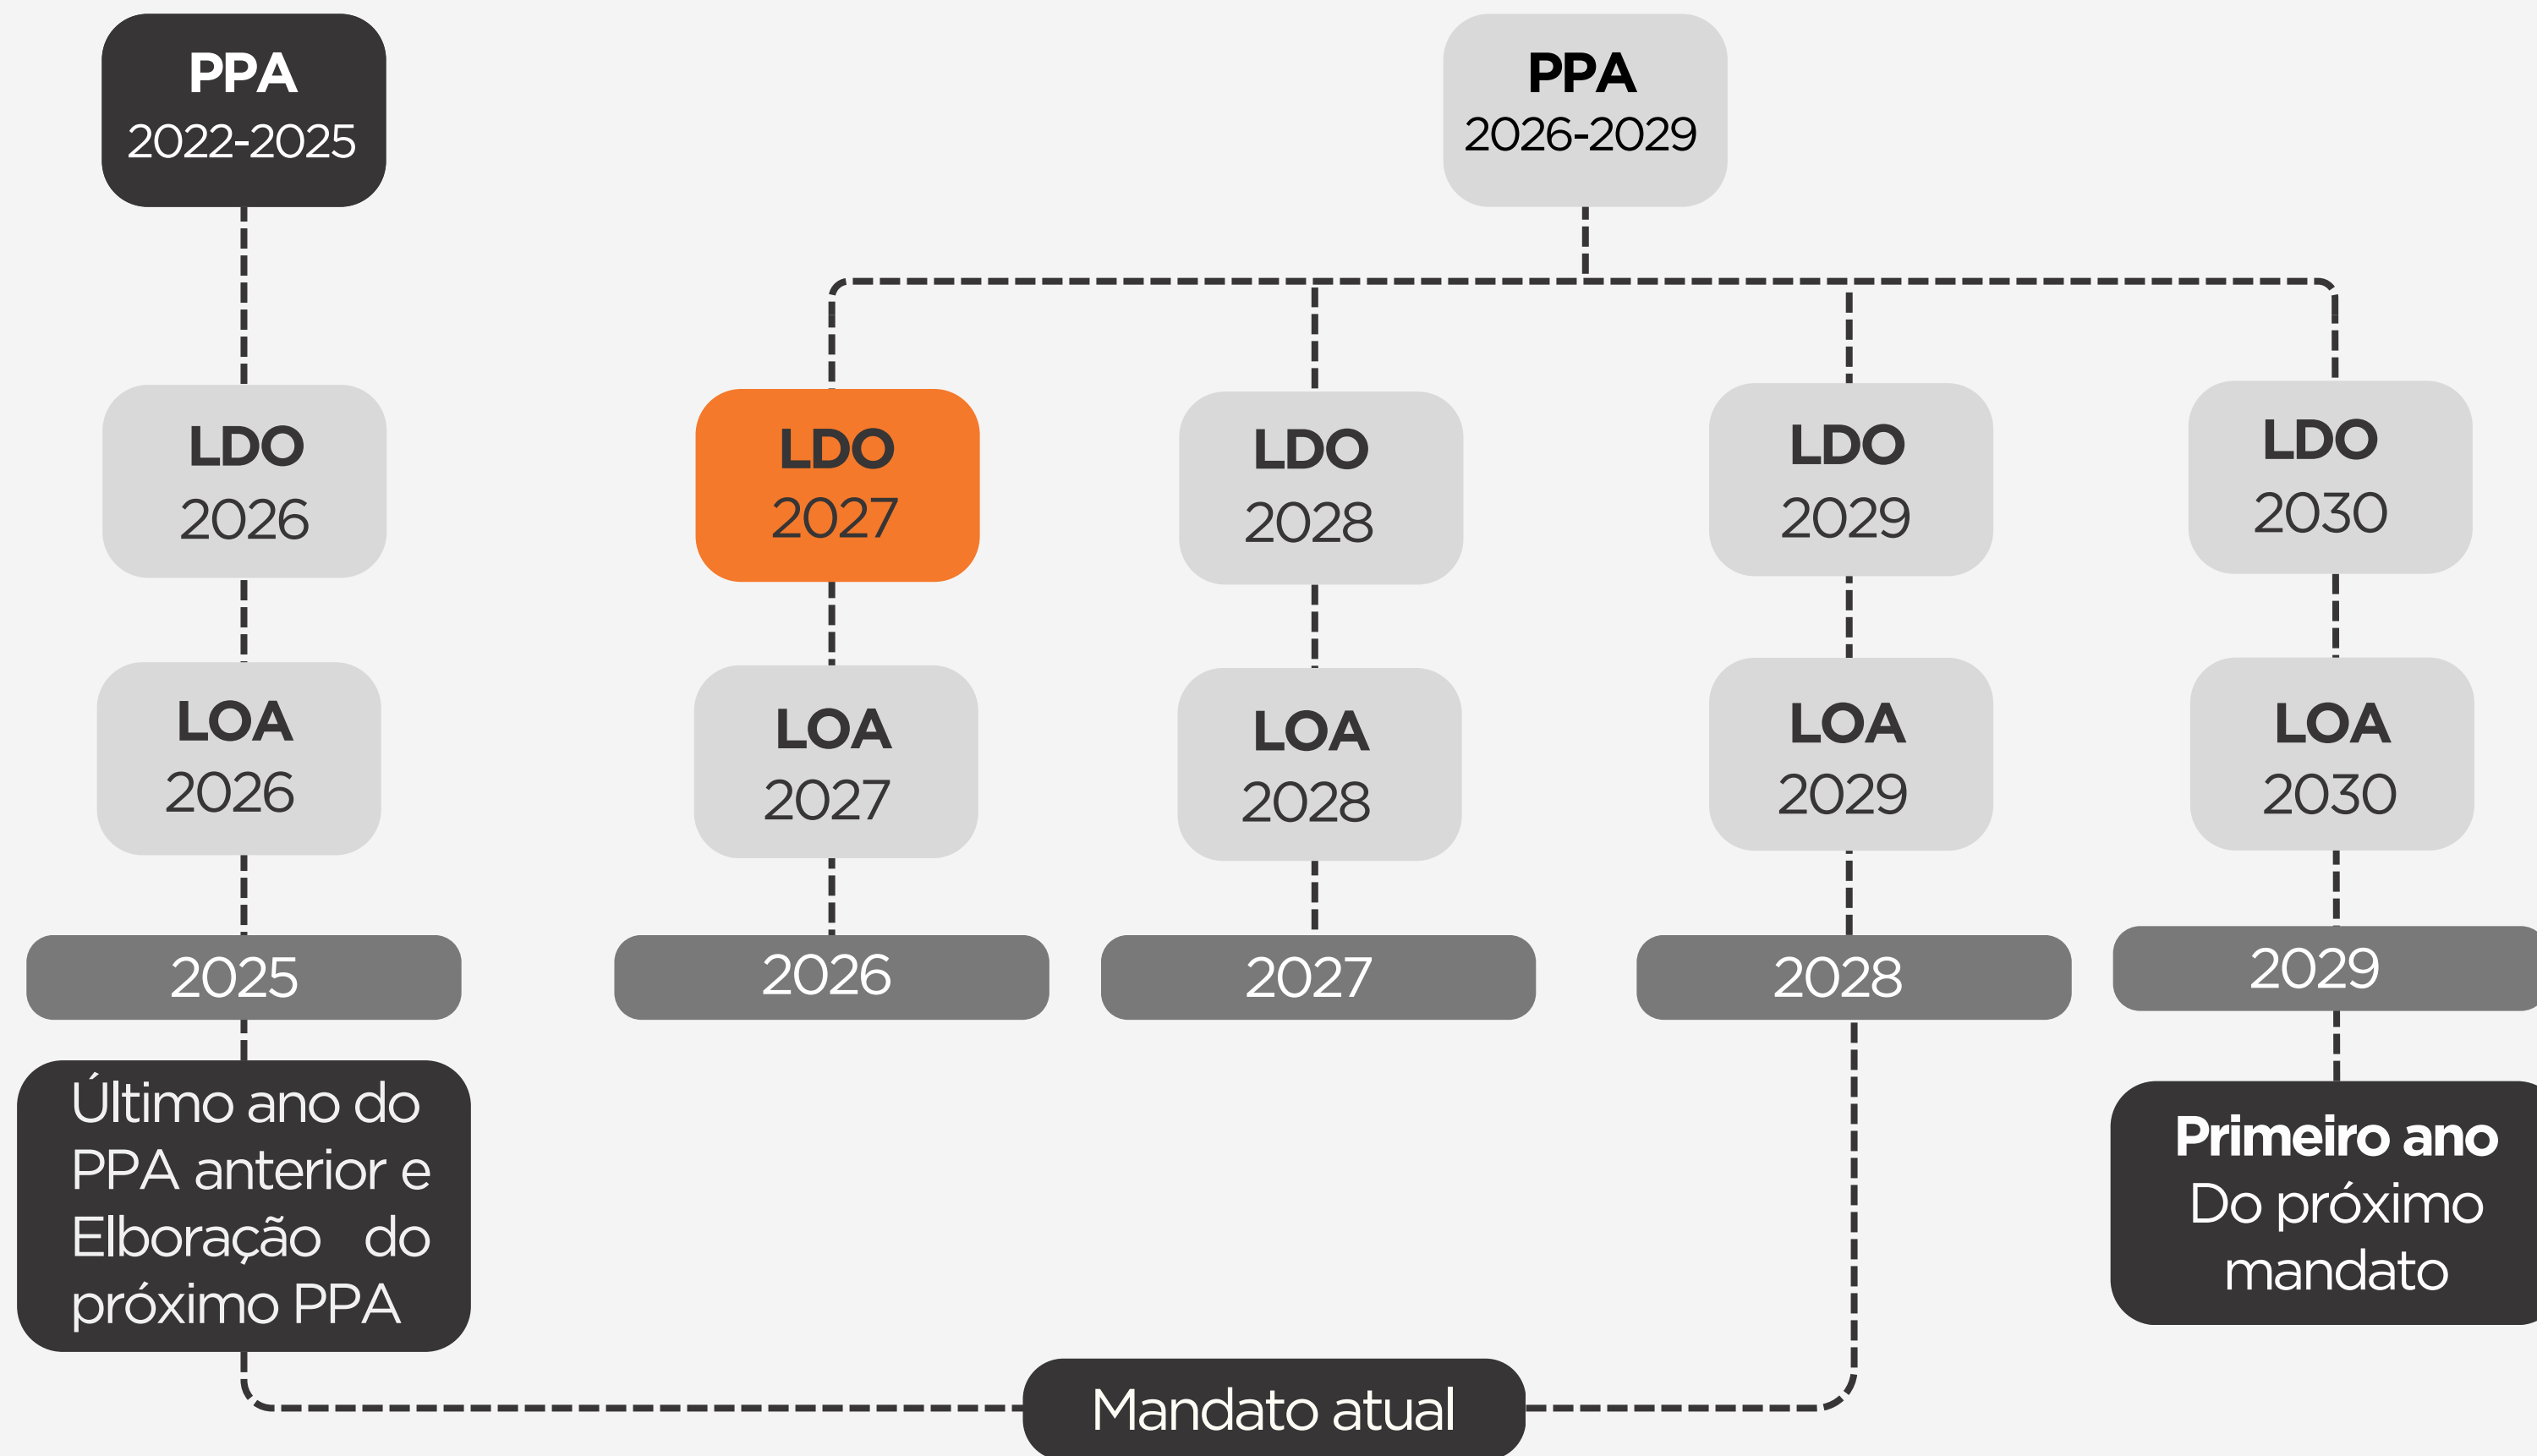 PPA
2022-2025
PPA
2026-2029
LDO
2026
LDO
2027
LDO
2028
LDO
2029
LDO
2030
LOA
2026
LOA
2027
LOA
2028
LOA
2029
LOA
2030
2025
2026
2027
2028
2029
Último ano do
PPA anterior e
Elboração do
próximo PPA
Primeiro ano
Do próximo
mandato
Mandato atual